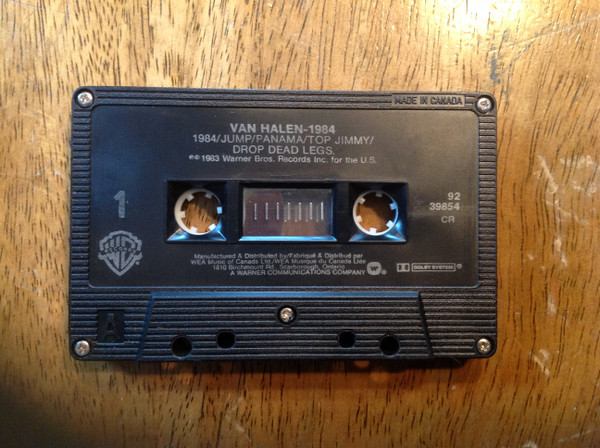 MADE IN CANADA
VAN HALEN-1984
1984/JUMP/PANAMA/TOP JIMMY/
DROP DEAD LEGS.
℗© 1983 Warner Bros. Records Inc. for the U.S.
1
92
39854
CR
Manufactured & Distributed by/Fabriqué & Distribué par
WEA Music of Canada Ltd./WEA Musique du Canada Ltée
1810 Birchmount Rd., Scarborough, Ontario
A WARNER COMMUNICATIONS COMPANY
DOLBY SYSTEM
A